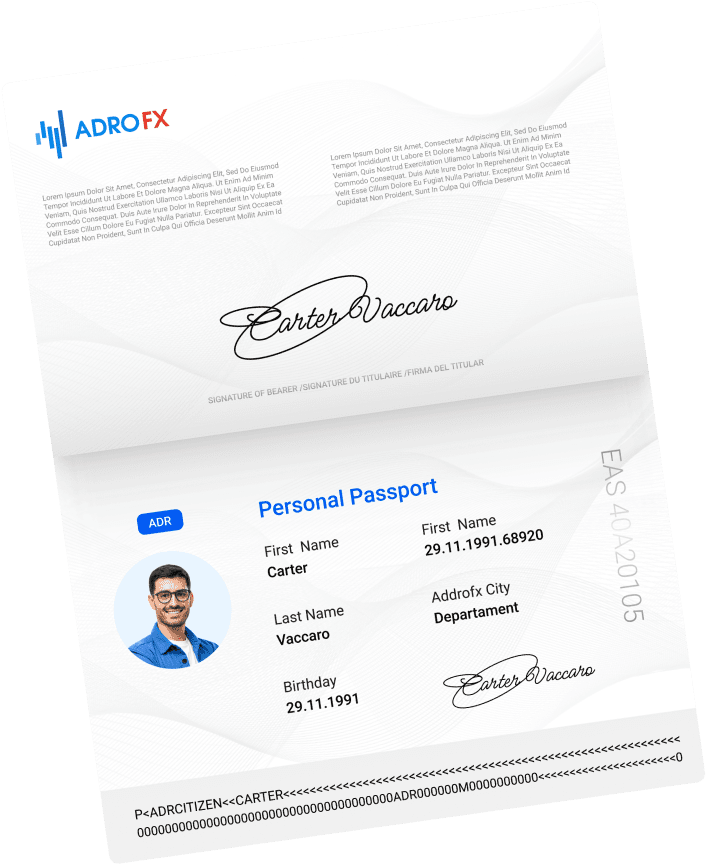 ADROFX
Lorem Ipsum Dolor Sit Amet, Consectetur Adipiscing Elit, Sed Do Eiusmod
Tempor Incididunt Ut Labore Et Dolore Magna Aliqua. Ut Enim Ad Minim
Veniam, Quis Nostrud Exercitation Ullamco Laboris Nisi Ut Aliquip Ex Ea
Commodo Consequat. Duis Aute Irure Dolor In Reprehenderit In Voluptate
Velit Esse Cillum Dolore Eu Fugiat Nulla Pariatur. Excepteur Sint Occaecat
Cupidatat Non Proident, Sunt In Culpa Qui Officia Deserunt Mollit Anim Id
Lorem Ipsum Dolor Sit Amet, Consectetur Adipiscing Elit, Sed Do Eiusmod
Tempor Incididunt Ut Labore Et Dolore Magna Aliqua. Ut Enim Ad Minim
Veniam, Quis Nostrud Exercitation Ullamco Laboris Nisi Ut Aliquip Ex Ea
Commodo Consequat. Duis Aute Irure Dolor In Reprehenderit In Voluptate
Velit Esse Cillum Dolore Eu Fugiat Nulla Pariatur. Excepteur Sint Occaecat
Cupidatat Non Proident, Sunt In Culpa Qui Officia Deserunt Mollit Anim Id
Carter Vaccaro
SIGNATURE OF BEARER /SIGNATURE DU TITULAIRE /FIRMA DEL TITULAR
Personal Passport
ADR
First Name
Carter
First Name
29.11.1991.68920
Last Name
Vaccaro
Addrofx City
Departament
Birthday
29.11.1991
Carter Vaccaro
EAS 40A20105
P<ADRCITIZEN<<CARTER<<<<<<<<<<<<<<<<<<<<<<<<<<<<<<<<<<<<<<<<<<<<<<<<<<<<<<<<<<
000000000000000000000000000000000ADR000000M0000000000<<<<<<<<<<<<<<<<<<<<<<0